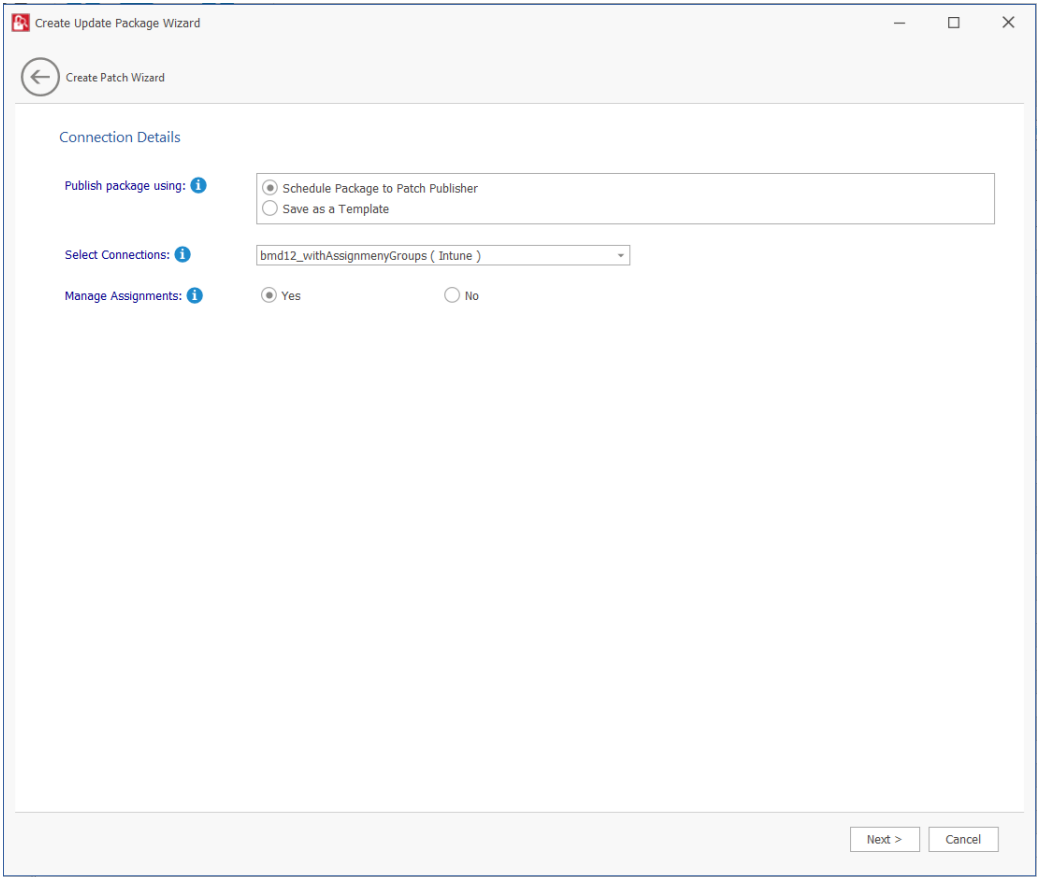 Create Update Package Wizard
Create Patch Wizard
Connection Details
Publish package using:
Schedule Package to Patch Publisher
Save as a Template
Select Connections:
bmd12_withAssignmenyGroups ( Intune )
Manage Assignments:
Yes
No
Next >
Cancel